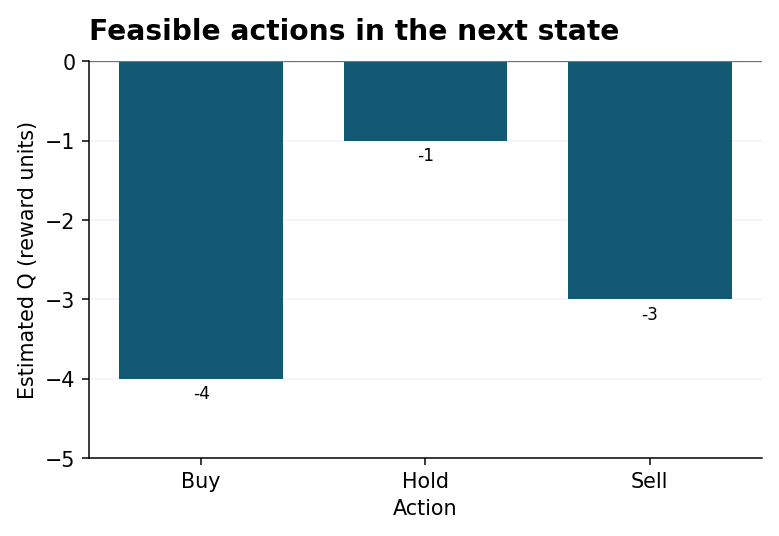 Feasible actions in the next state
Estimated Q (reward units)
0
−1
−2
−3
−4
−5
-4
-1
-3
Buy Hold Sell
Action